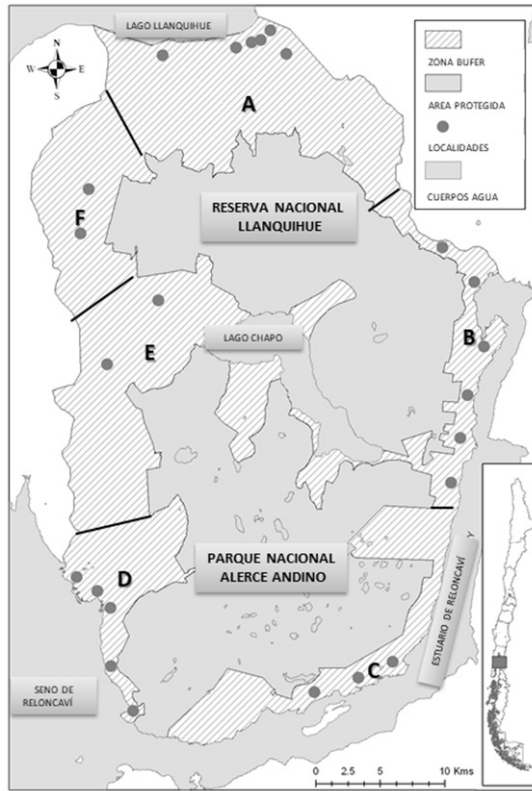 LAGO LLANQUIHUE
N
W E
S
A
ZONA BUFER
AREA PROTEGIDA
LOCALIDADES
CUERPOS AGUA
F
RESERVA NACIONAL
LLANQUIHUE
B
E
LAGO CHAPO
D
PARQUE NACIONAL
ALERCE ANDINO
ESTUARIO DE RELONCAVÍ Y
C
SENO DE
RELONCAVÍ
0 2.5 5 10 Kms